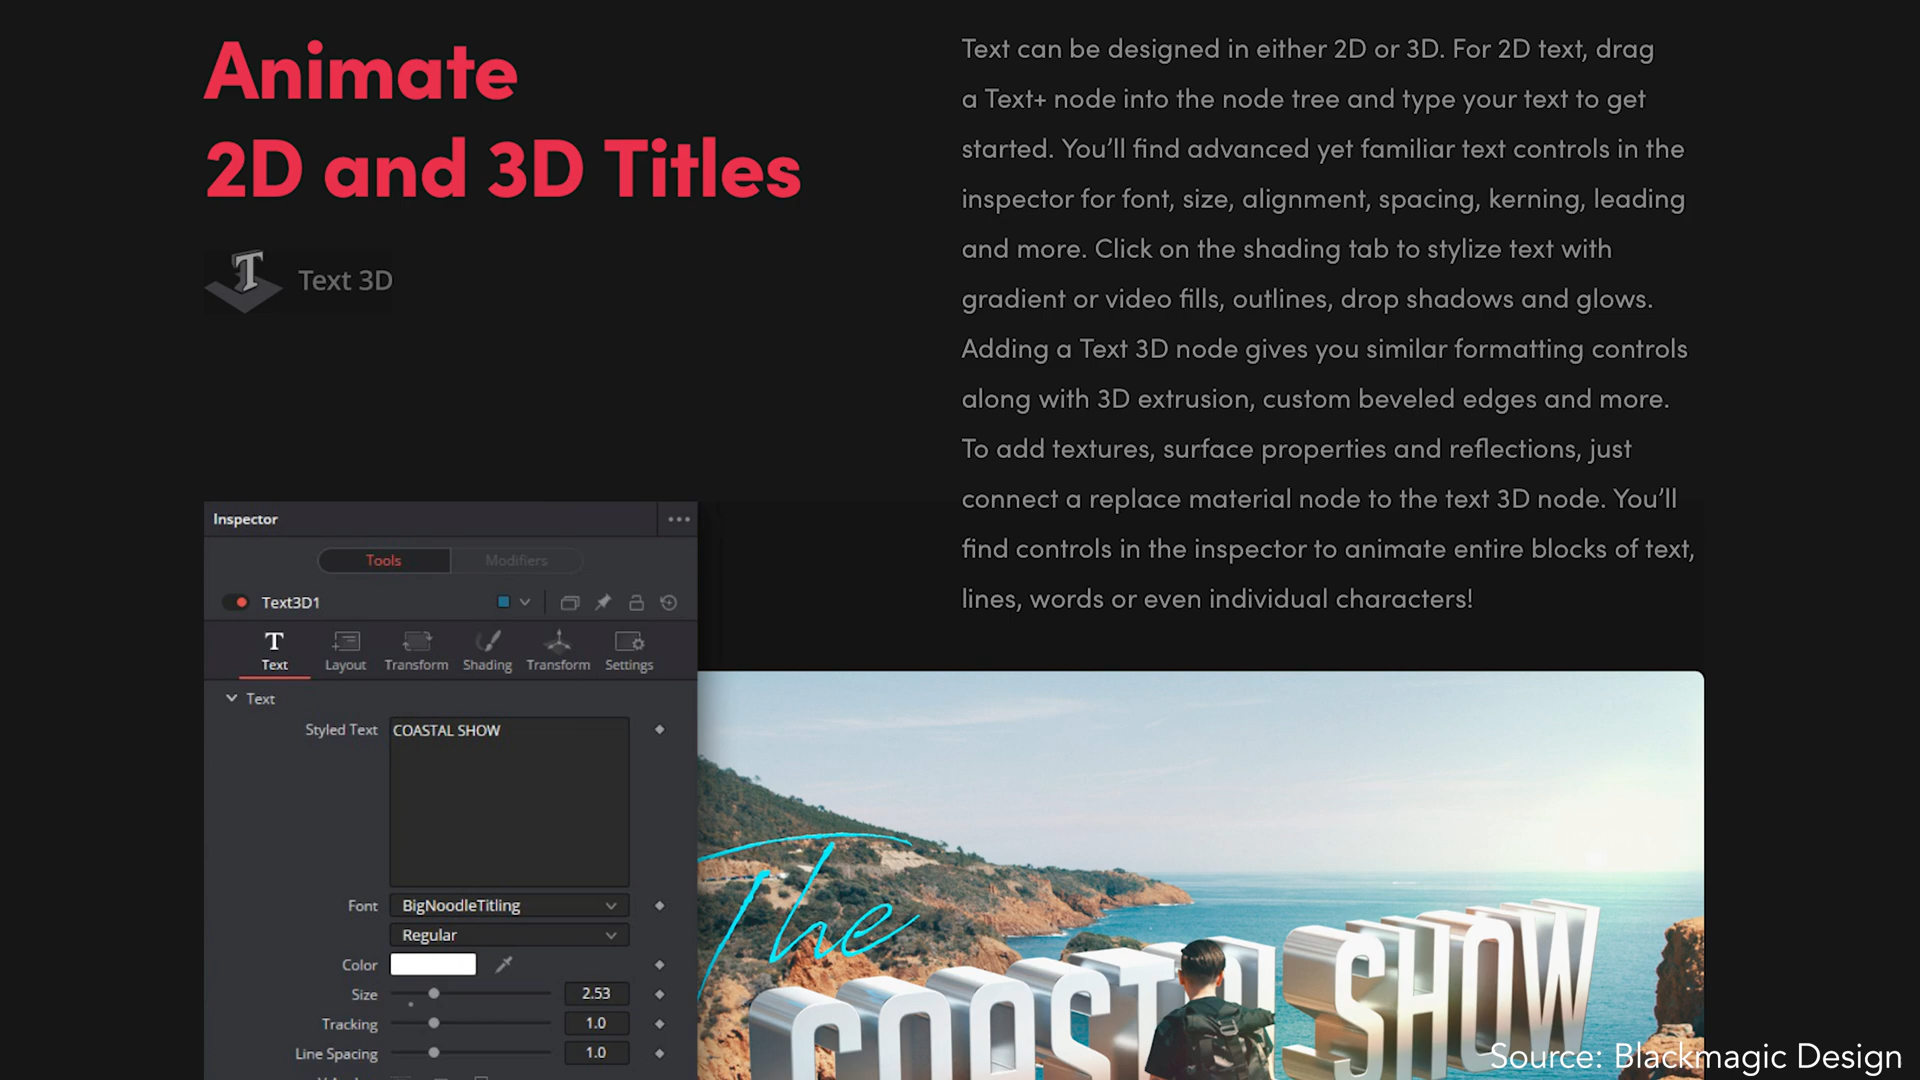 Animate
2D and 3D Titles
Text 3D
Text can be designed in either 2D or 3D. For 2D text, drag
a Text+ node into the node tree and type your text to get
started. You’ll find advanced yet familiar text controls in the
inspector for font, size, alignment, spacing, kerning, leading
and more. Click on the shading tab to stylize text with
gradient or video fills, outlines, drop shadows and glows.
Adding a Text 3D node gives you similar formatting controls
along with 3D extrusion, custom beveled edges and more.
To add textures, surface properties and reflections, just
connect a replace material node to the text 3D node. You’ll
find controls in the inspector to animate entire blocks of text,
lines, words or even individual characters!
Inspector
Tools Modifiers
Text3D1
Text Layout Transform Shading Transform Settings
Text
Styled Text COASTAL SHOW
Font BigNoodleTitling
Regular
Color
Size 2.53
Tracking 1.0
Line Spacing 1.0
The
COASTAL SHOW
Source: Blackmagic Design